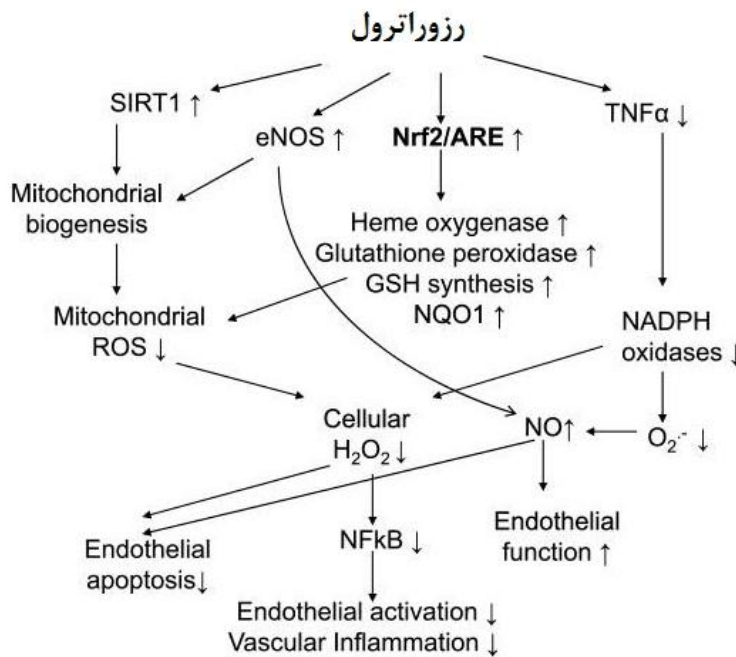 رزوراترول
SIRT1 ↑
eNOS ↑
Nrf2/ARE ↑
TNFα ↓
Mitochondrial
biogenesis
Heme oxygenase ↑
Glutathione peroxidase ↑
GSH synthesis ↑
NQO1 ↑
Mitochondrial
ROS ↓
NADPH
oxidases ↓
Cellular
H₂O₂ ↓
NO↑
O₂·⁻ ↓
Endothelial
apoptosis↓
NFkB ↓
Endothelial
function ↑
Endothelial activation ↓
Vascular Inflammation ↓